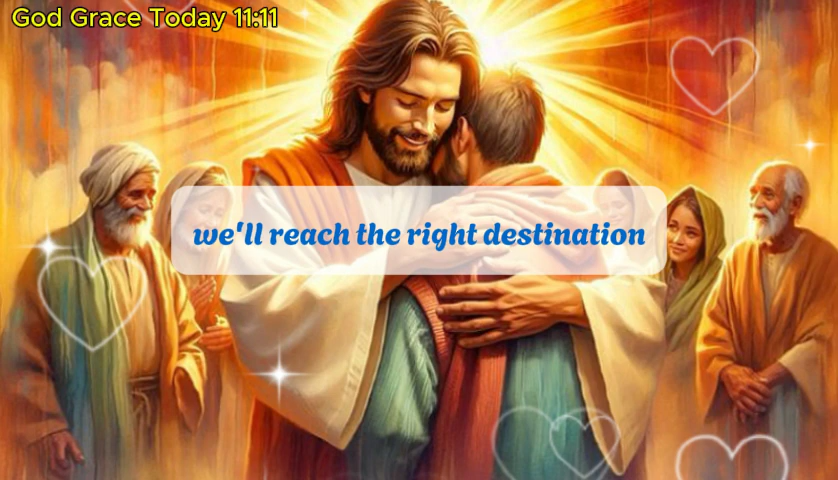 God Grace Today 11:11
we'll reach the right destination